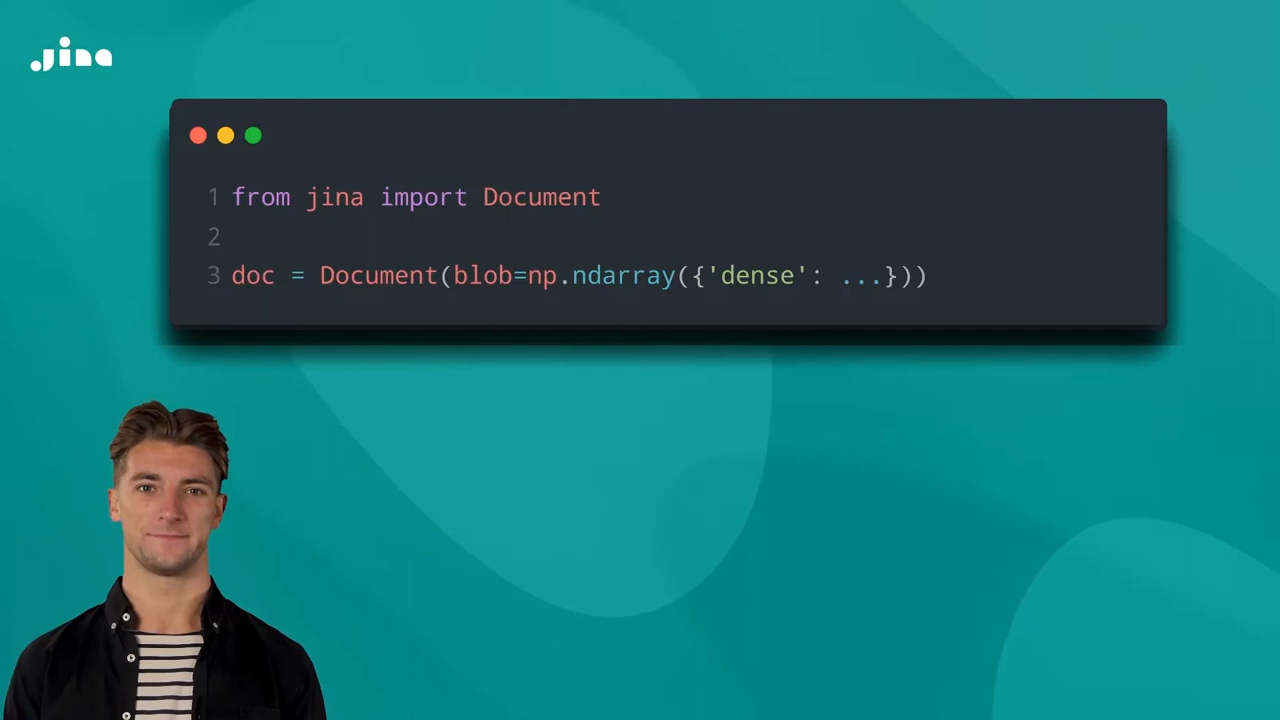 jina
1 from jina import Document
2
3 doc = Document(blob=np.ndarray({'dense': ...}))